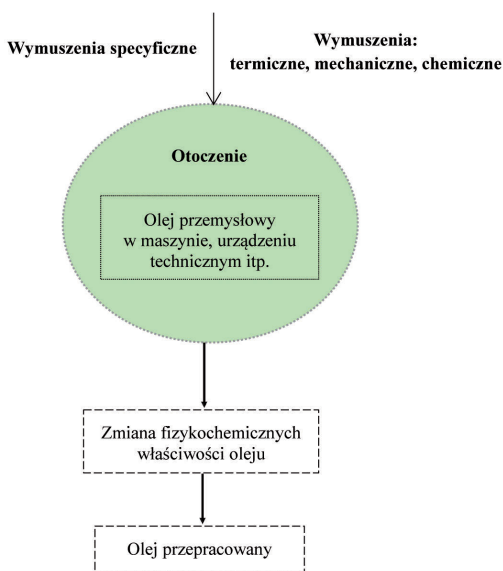 Wymuszenia specyficzne
Wymuszenia:
termiczne, mechaniczne, chemiczne
Otoczenie
Olej przemysłowy
w maszynie, urządzeniu
technicznym itp.
Zmiana fizykochemicznych
właściwości oleju
Olej przepracowany